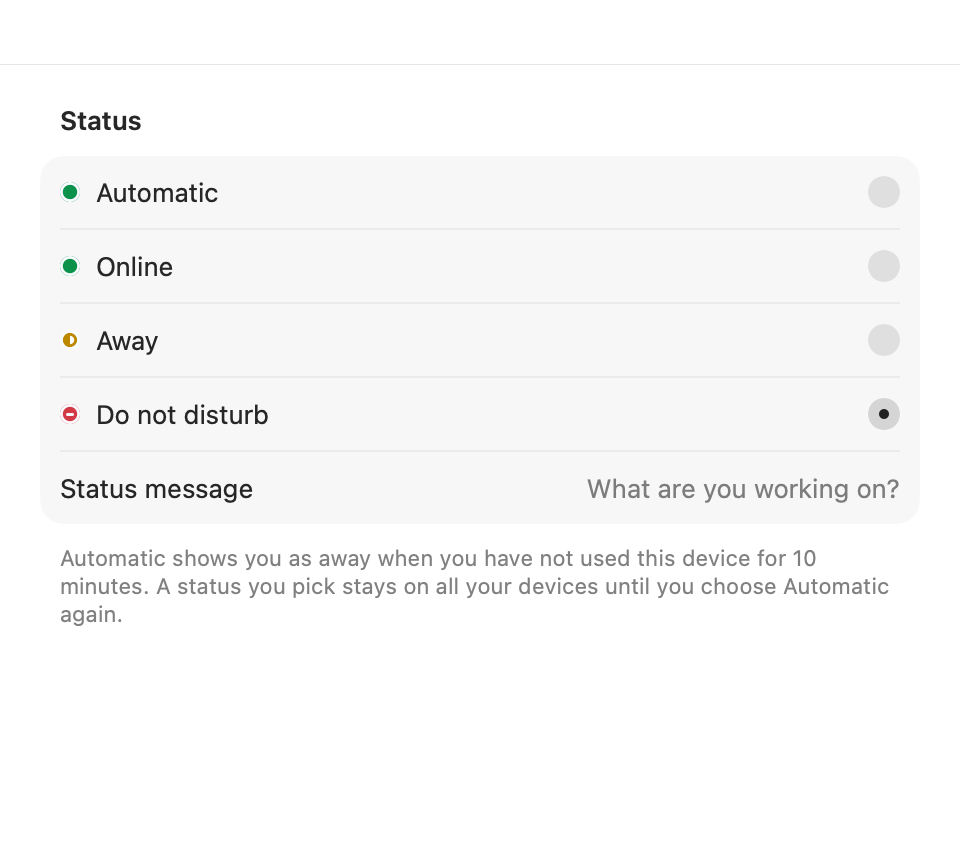 Status
Automatic
Online
Away
Do not disturb
Status message What are you working on?
Automatic shows you as away when you have not used this device for 10
minutes. A status you pick stays on all your devices until you choose Automatic
again.